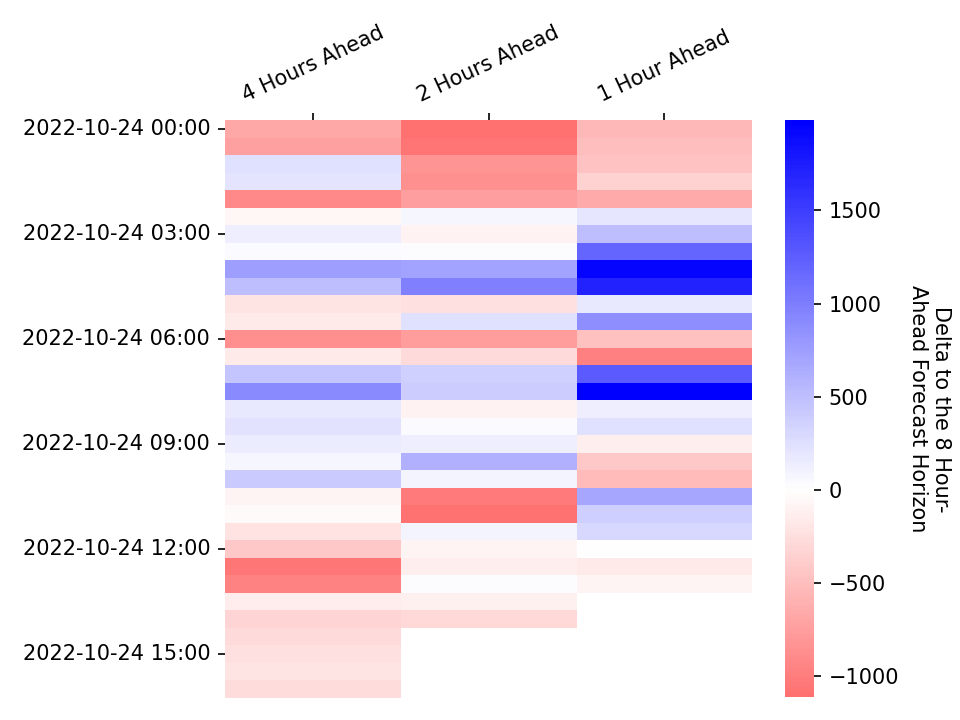 4 Hours Ahead
2 Hours Ahead
1 Hour Ahead
2022-10-24 00:00
2022-10-24 03:00
2022-10-24 06:00
2022-10-24 09:00
2022-10-24 12:00
2022-10-24 15:00
1500
1000
500
0
−500
−1000
Delta to the 8 Hour-
Ahead Forecast Horizon